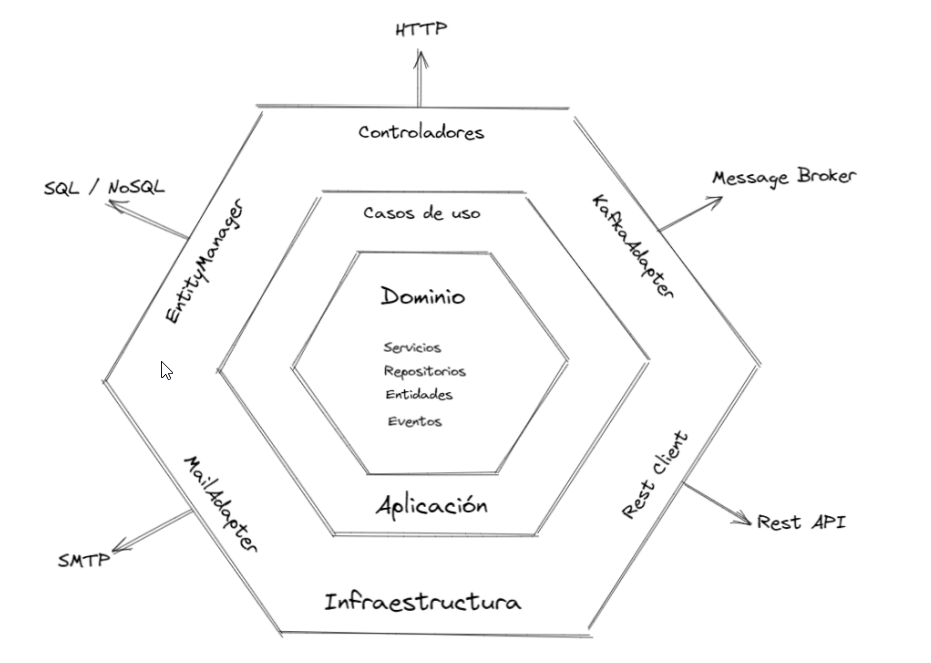 HTTP
Controladores
SQL / NoSQL
Message Broker
EntityManager
Casos de uso
KafkaAdapter
Dominio
Servicios
Repositorios
Entidades
Eventos
MailAdapter
Aplicación
Rest Client
SMTP
Rest API
Infraestructura